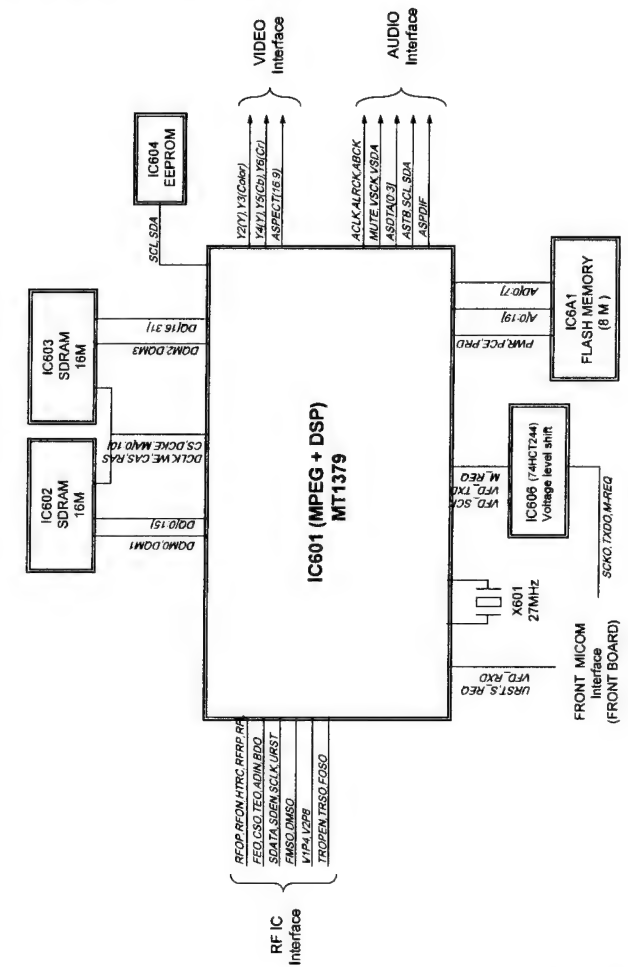 IC602
SDRAM
16M
IC603
SDRAM
16M
IC604
EEPROM
DQM0,DQM1
DQ[0:15]
DCLK,WE,CAS,RAS
CS,DCKE,MA[0:10]
DQM2,DQM3
DQ[16:31]
SCL,SDA
RF IC
Interface
RFOP,RFON,HTRC,RFRP,RF
FEO,CSO,TEO,ADIN,BDO
SDATA,SDEN,SCLK,URST
FMSO,DMSO
V1P4,V2P8
TROPEN,TRSO,FOSO
IC601 (MPEG + DSP)
MT1379
Y2(Y),Y3(Color)
Y4(Y),Y5(Cb),Y6(Cr)
ASPECT(16:9)
VIDEO
Interface
ACLK,ALRCK,ABCK
MUTE,VSCK,VSDA
ASDTA[0:3]
ASTB,SCL,SDA
ASPDIF
AUDIO
Interface
URST,S_REQ
VFD_RXD
X601
27MHz
VFD_SCK
VFD_TXD
M_REQ
PWR,PCE,PRD
A[0:19]
AD[0:7]
FRONT MICOM
Interface
(FRONT BOARD)
IC606 (74HCT244)
Voltage level shift
SCKO,TXDO,M-REQ
IC6A1
FLASH MEMORY
(8 M)